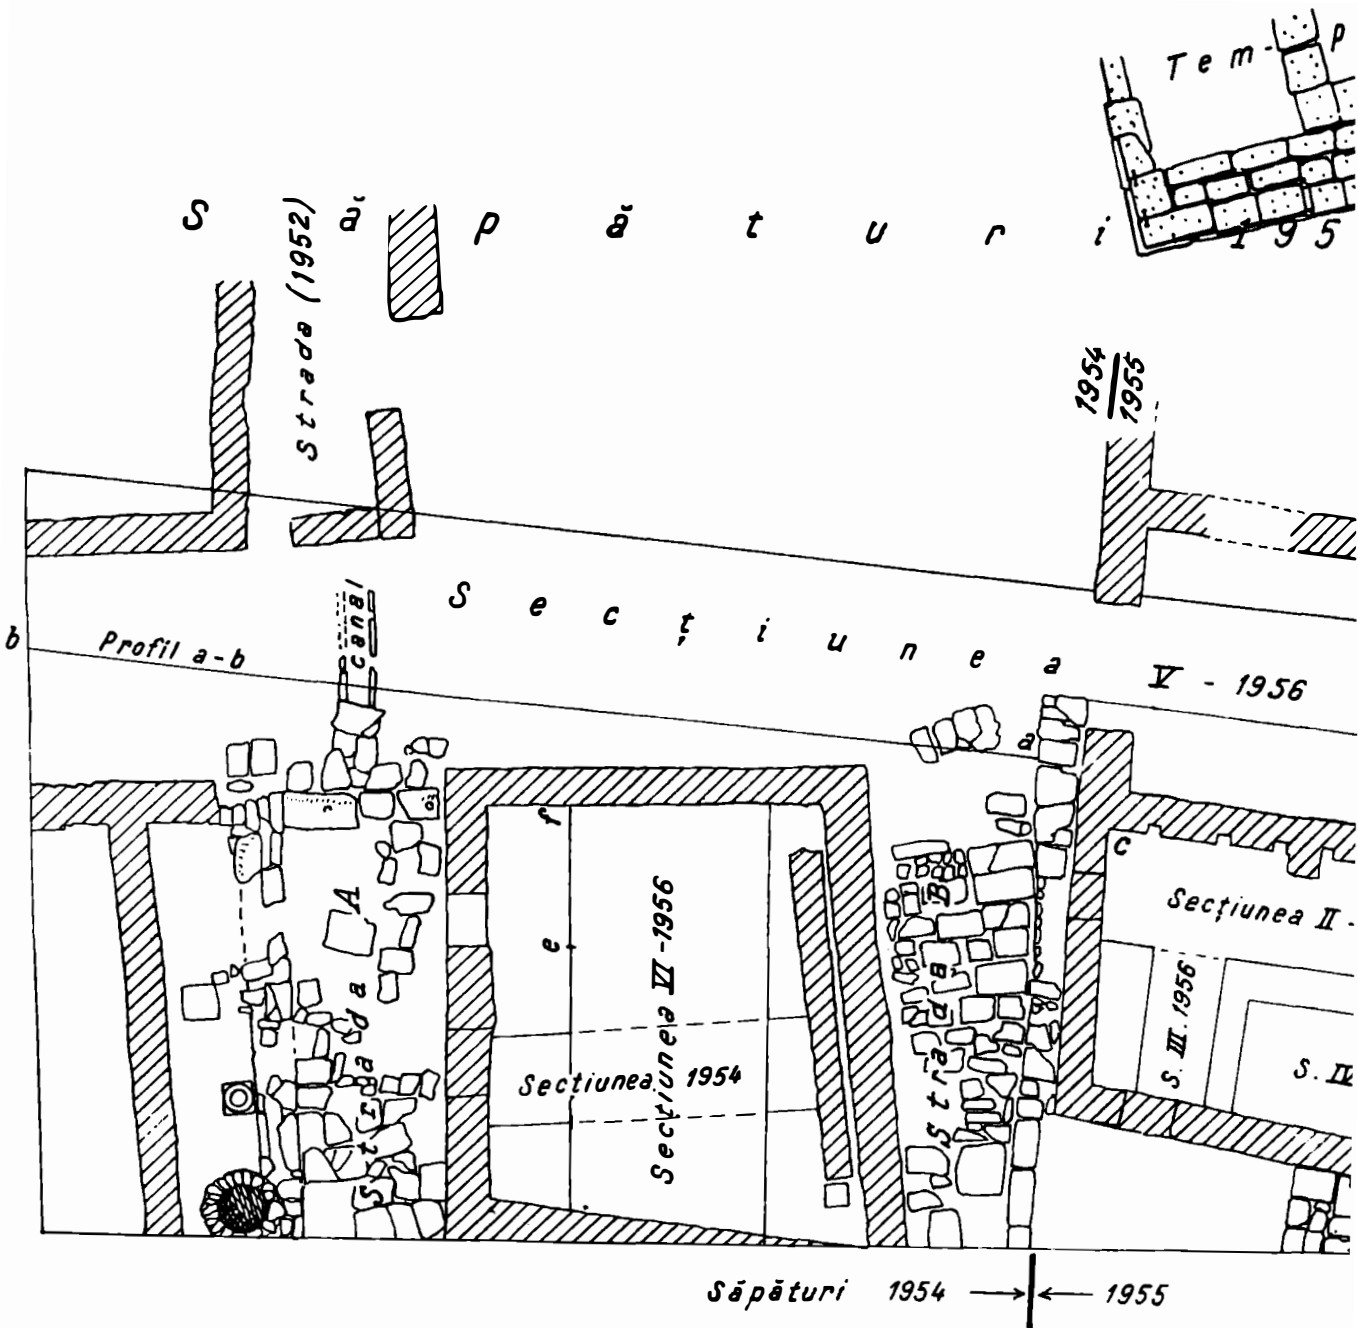 Tem-p
Săpături 195
Strada (1952)
1954
1955
canal
Secțiunea V - 1956
b
Profil a-b
a
f
e
c
Strada A
Secțiunea VI-1956
Sectiunea 1954
Strada B
Secțiunea II-
S. III. 1956
S. IV
Săpături 1954 → ← 1955